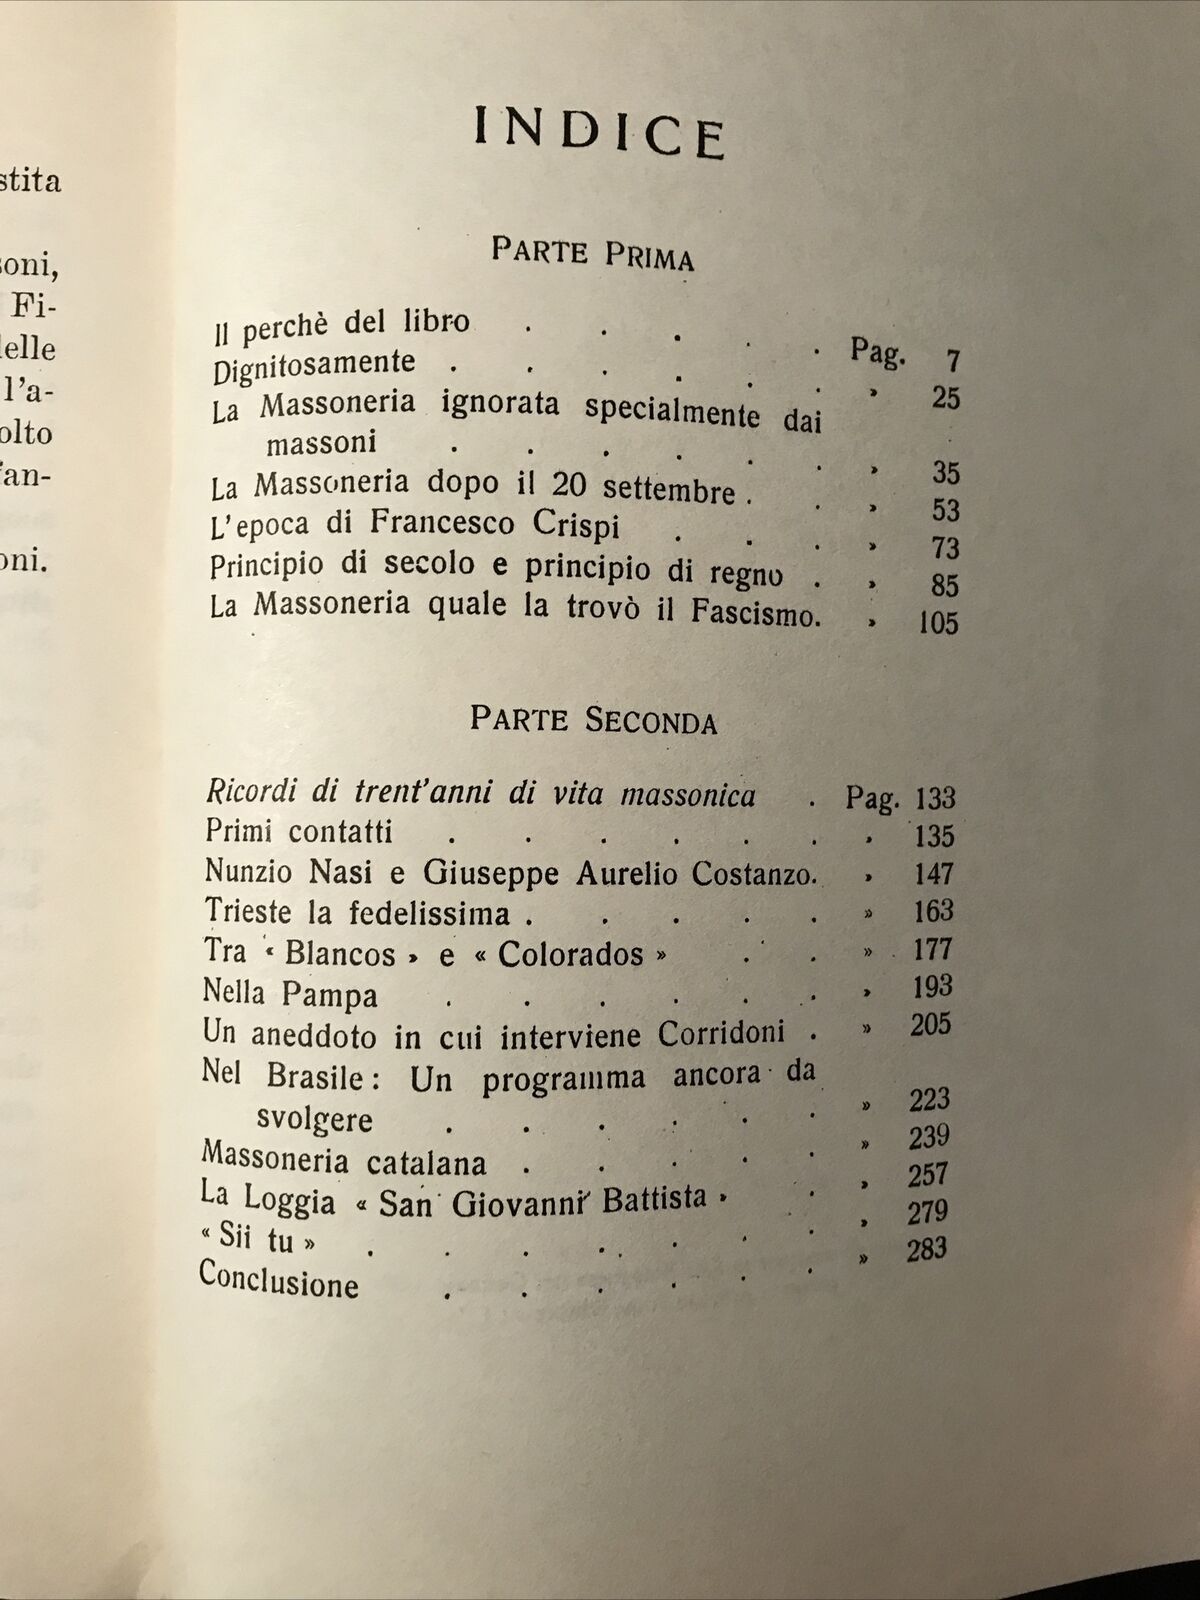 stita
oni,
Fi-
elle
l'a-
olto
an-
oni.
INDICE
PARTE PRIMA
Il perchè del libro . . . . . Pag. 7
Dignitosamente . . . . . . » 25
La Massoneria ignorata specialmente dai
massoni . . . . . . » 35
La Massoneria dopo il 20 settembre . . » 53
L'epoca di Francesco Crispi . . . » 73
Principio di secolo e principio di regno . » 85
La Massoneria quale la trovò il Fascismo. » 105
PARTE SECONDA
Ricordi di trent'anni di vita massonica . Pag. 133
Primi contatti . . . . . . » 135
Nunzio Nasi e Giuseppe Aurelio Costanzo. » 147
Trieste la fedelissima . . . . . » 163
Tra « Blancos » e « Colorados » . . » 177
Nella Pampa . . . . . . » 193
Un aneddoto in cui interviene Corridoni . » 205
Nel Brasile : Un programma ancora da
svolgere . . . . . . » 223
Massoneria catalana . . . . . » 239
La Loggia « San Giovanni Battista » . » 257
« Sii tu » . . . . . . . » 279
Conclusione . . . . . . » 283